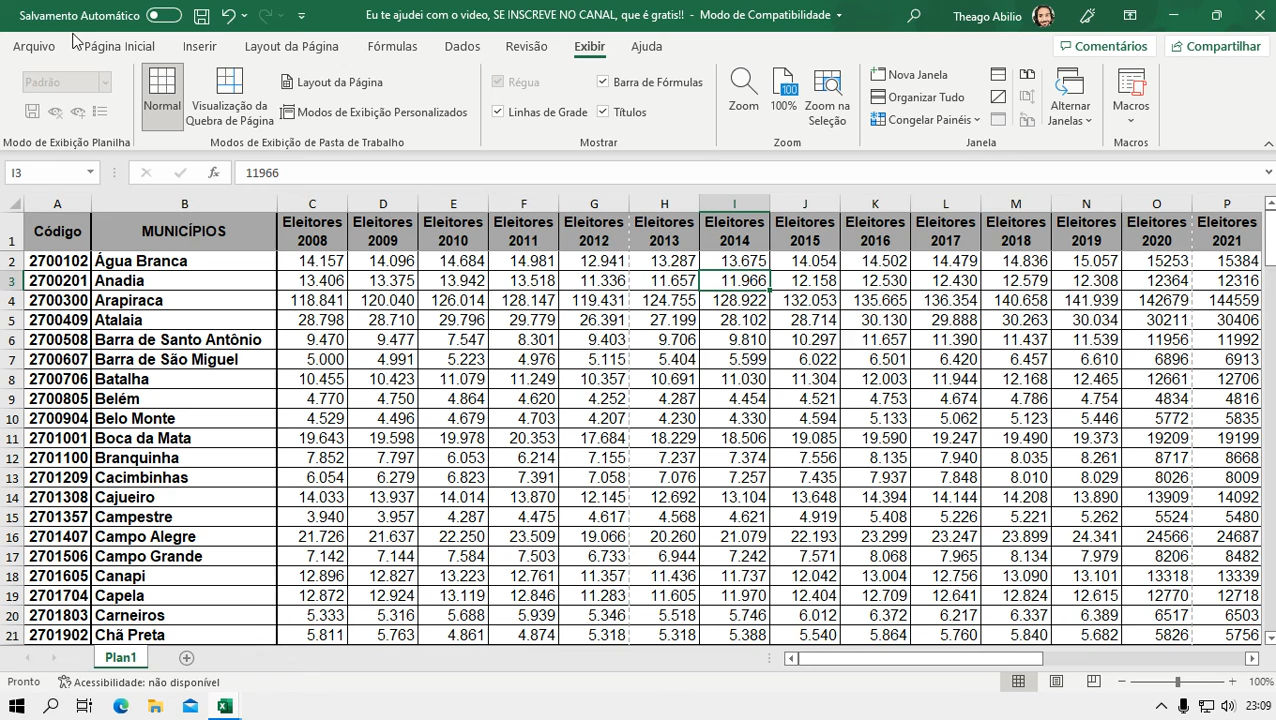 Salvamento Automático Eu te ajudei com o video, SE INSCREVE NO CANAL, que é gratis!! - Modo de Compatibilidade Theago Abilio
Arquivo Página Inicial Inserir Layout da Página Fórmulas Dados Revisão Exibir Ajuda Comentários Compartilhar
Padrão Normal Visualização da Quebra de Página Layout da Página Modos de Exibição Personalizados Régua Barra de Fórmulas Linhas de Grade Títulos Zoom 100 100% Zoom na Seleção Nova Janela Organizar Tudo Congelar Painéis Alternar Janelas Macros
Modo de Exibição Planilha Modos de Exibição de Pasta de Trabalho Mostrar Zoom Janela Macros
I3 fx 11966
A B C D E F G H I J K L M N O P
1 Código MUNICÍPIOS Eleitores 2008 Eleitores 2009 Eleitores 2010 Eleitores 2011 Eleitores 2012 Eleitores 2013 Eleitores 2014 Eleitores 2015 Eleitores 2016 Eleitores 2017 Eleitores 2018 Eleitores 2019 Eleitores 2020 Eleitores 2021
2 2700102 Água Branca 14.157 14.096 14.684 14.981 12.941 13.287 13.675 14.054 14.502 14.479 14.836 15.057 15253 15384
3 2700201 Anadia 13.406 13.375 13.942 13.518 11.336 11.657 11.966 12.158 12.530 12.430 12.579 12.308 12364 12316
4 2700300 Arapiraca 118.841 120.040 126.014 128.147 119.431 124.755 128.922 132.053 135.665 136.354 140.658 141.939 142679 144559
5 2700409 Atalaia 28.798 28.710 29.796 29.779 26.391 27.199 28.102 28.714 30.130 29.888 30.263 30.034 30211 30406
6 2700508 Barra de Santo Antônio 9.470 9.477 7.547 8.301 9.403 9.706 9.810 10.297 11.657 11.390 11.437 11.539 11956 11992
7 2700607 Barra de São Miguel 5.000 4.991 5.223 4.976 5.115 5.404 5.599 6.022 6.501 6.420 6.457 6.610 6896 6913
8 2700706 Batalha 10.455 10.423 11.079 11.249 10.357 10.691 11.030 11.304 12.003 11.944 12.168 12.465 12661 12706
9 2700805 Belém 4.770 4.750 4.864 4.620 4.252 4.287 4.454 4.521 4.753 4.674 4.786 4.754 4834 4816
10 2700904 Belo Monte 4.529 4.496 4.679 4.703 4.207 4.230 4.330 4.594 5.133 5.062 5.123 5.446 5772 5835
11 2701001 Boca da Mata 19.643 19.598 19.978 20.353 17.684 18.229 18.506 19.085 19.590 19.247 19.490 19.373 19209 19199
12 2701100 Branquinha 7.852 7.797 6.053 6.214 7.155 7.237 7.374 7.556 8.135 7.940 8.035 8.261 8717 8668
13 2701209 Cacimbinhas 6.054 6.279 6.823 7.391 7.058 7.076 7.257 7.435 7.937 7.848 8.010 8.029 8026 8009
14 2701308 Cajueiro 14.033 13.937 14.014 13.870 12.145 12.692 13.104 13.648 14.394 14.144 14.208 13.890 13909 14092
15 2701357 Campestre 3.940 3.957 4.287 4.475 4.617 4.568 4.621 4.919 5.408 5.226 5.221 5.262 5524 5480
16 2701407 Campo Alegre 21.726 21.637 22.250 23.509 19.066 20.260 21.079 22.193 23.299 23.247 23.899 24.341 24566 24687
17 2701506 Campo Grande 7.142 7.144 7.584 7.503 6.733 6.944 7.242 7.571 8.068 7.965 8.134 7.979 8206 8482
18 2701605 Canapi 12.896 12.827 13.223 12.761 11.357 11.436 11.737 12.042 13.004 12.756 13.090 13.101 13318 13339
19 2701704 Capela 12.872 12.924 13.119 12.846 11.283 11.605 11.970 12.404 12.709 12.641 12.824 12.615 12770 12718
20 2701803 Carneiros 5.333 5.316 5.688 5.939 5.346 5.518 5.746 6.012 6.372 6.217 6.337 6.389 6517 6503
21 2701902 Chã Preta 5.811 5.763 4.861 4.874 5.318 5.318 5.388 5.540 5.864 5.760 5.840 5.682 5826 5756
Plan1
Pronto Acessibilidade: não disponível 100%
23:09